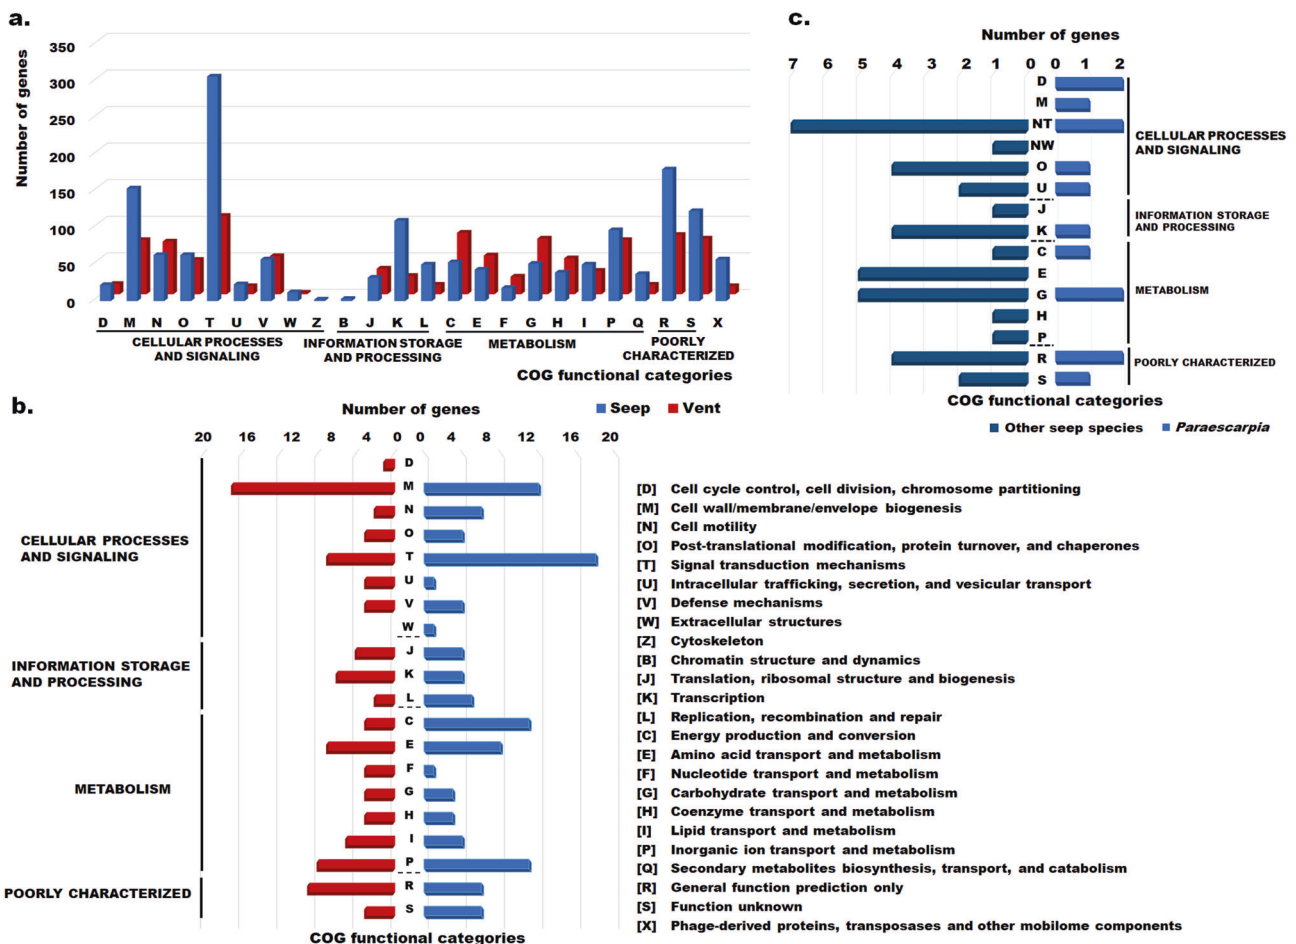 a.
Number of genes
350
300
250
200
150
100
50
0
D M N O T U V W Z B J K L C E F G H I P Q R S X
CELLULAR PROCESSES
AND SIGNALING
INFORMATION STORAGE
AND PROCESSING
METABOLISM
POORLY
CHARACTERIZED
COG functional categories
Seep Vent
b.
Number of genes
20 16 12 8 4 0 0 4 8 12 16 20
D
M
N
O
T
U
V
W
J
K
L
C
E
F
G
H
I
P
R
S
CELLULAR PROCESSES
AND SIGNALING
INFORMATION STORAGE
AND PROCESSING
METABOLISM
POORLY CHARACTERIZED
COG functional categories
c.
Number of genes
7 6 5 4 3 2 1 0 0 1 2
D
M
NT
NW
O
U
J
K
C
E
G
H
P
R
S
CELLULAR PROCESSES
AND SIGNALING
INFORMATION STORAGE
AND PROCESSING
METABOLISM
POORLY CHARACTERIZED
COG functional categories
Other seep species Paraescarpia
[D] Cell cycle control, cell division, chromosome partitioning
[M] Cell wall/membrane/envelope biogenesis
[N] Cell motility
[O] Post-translational modification, protein turnover, and chaperones
[T] Signal transduction mechanisms
[U] Intracellular trafficking, secretion, and vesicular transport
[V] Defense mechanisms
[W] Extracellular structures
[Z] Cytoskeleton
[B] Chromatin structure and dynamics
[J] Translation, ribosomal structure and biogenesis
[K] Transcription
[L] Replication, recombination and repair
[C] Energy production and conversion
[E] Amino acid transport and metabolism
[F] Nucleotide transport and metabolism
[G] Carbohydrate transport and metabolism
[H] Coenzyme transport and metabolism
[I] Lipid transport and metabolism
[P] Inorganic ion transport and metabolism
[Q] Secondary metabolites biosynthesis, transport, and catabolism
[R] General function prediction only
[S] Function unknown
[X] Phage-derived proteins, transposases and other mobilome components